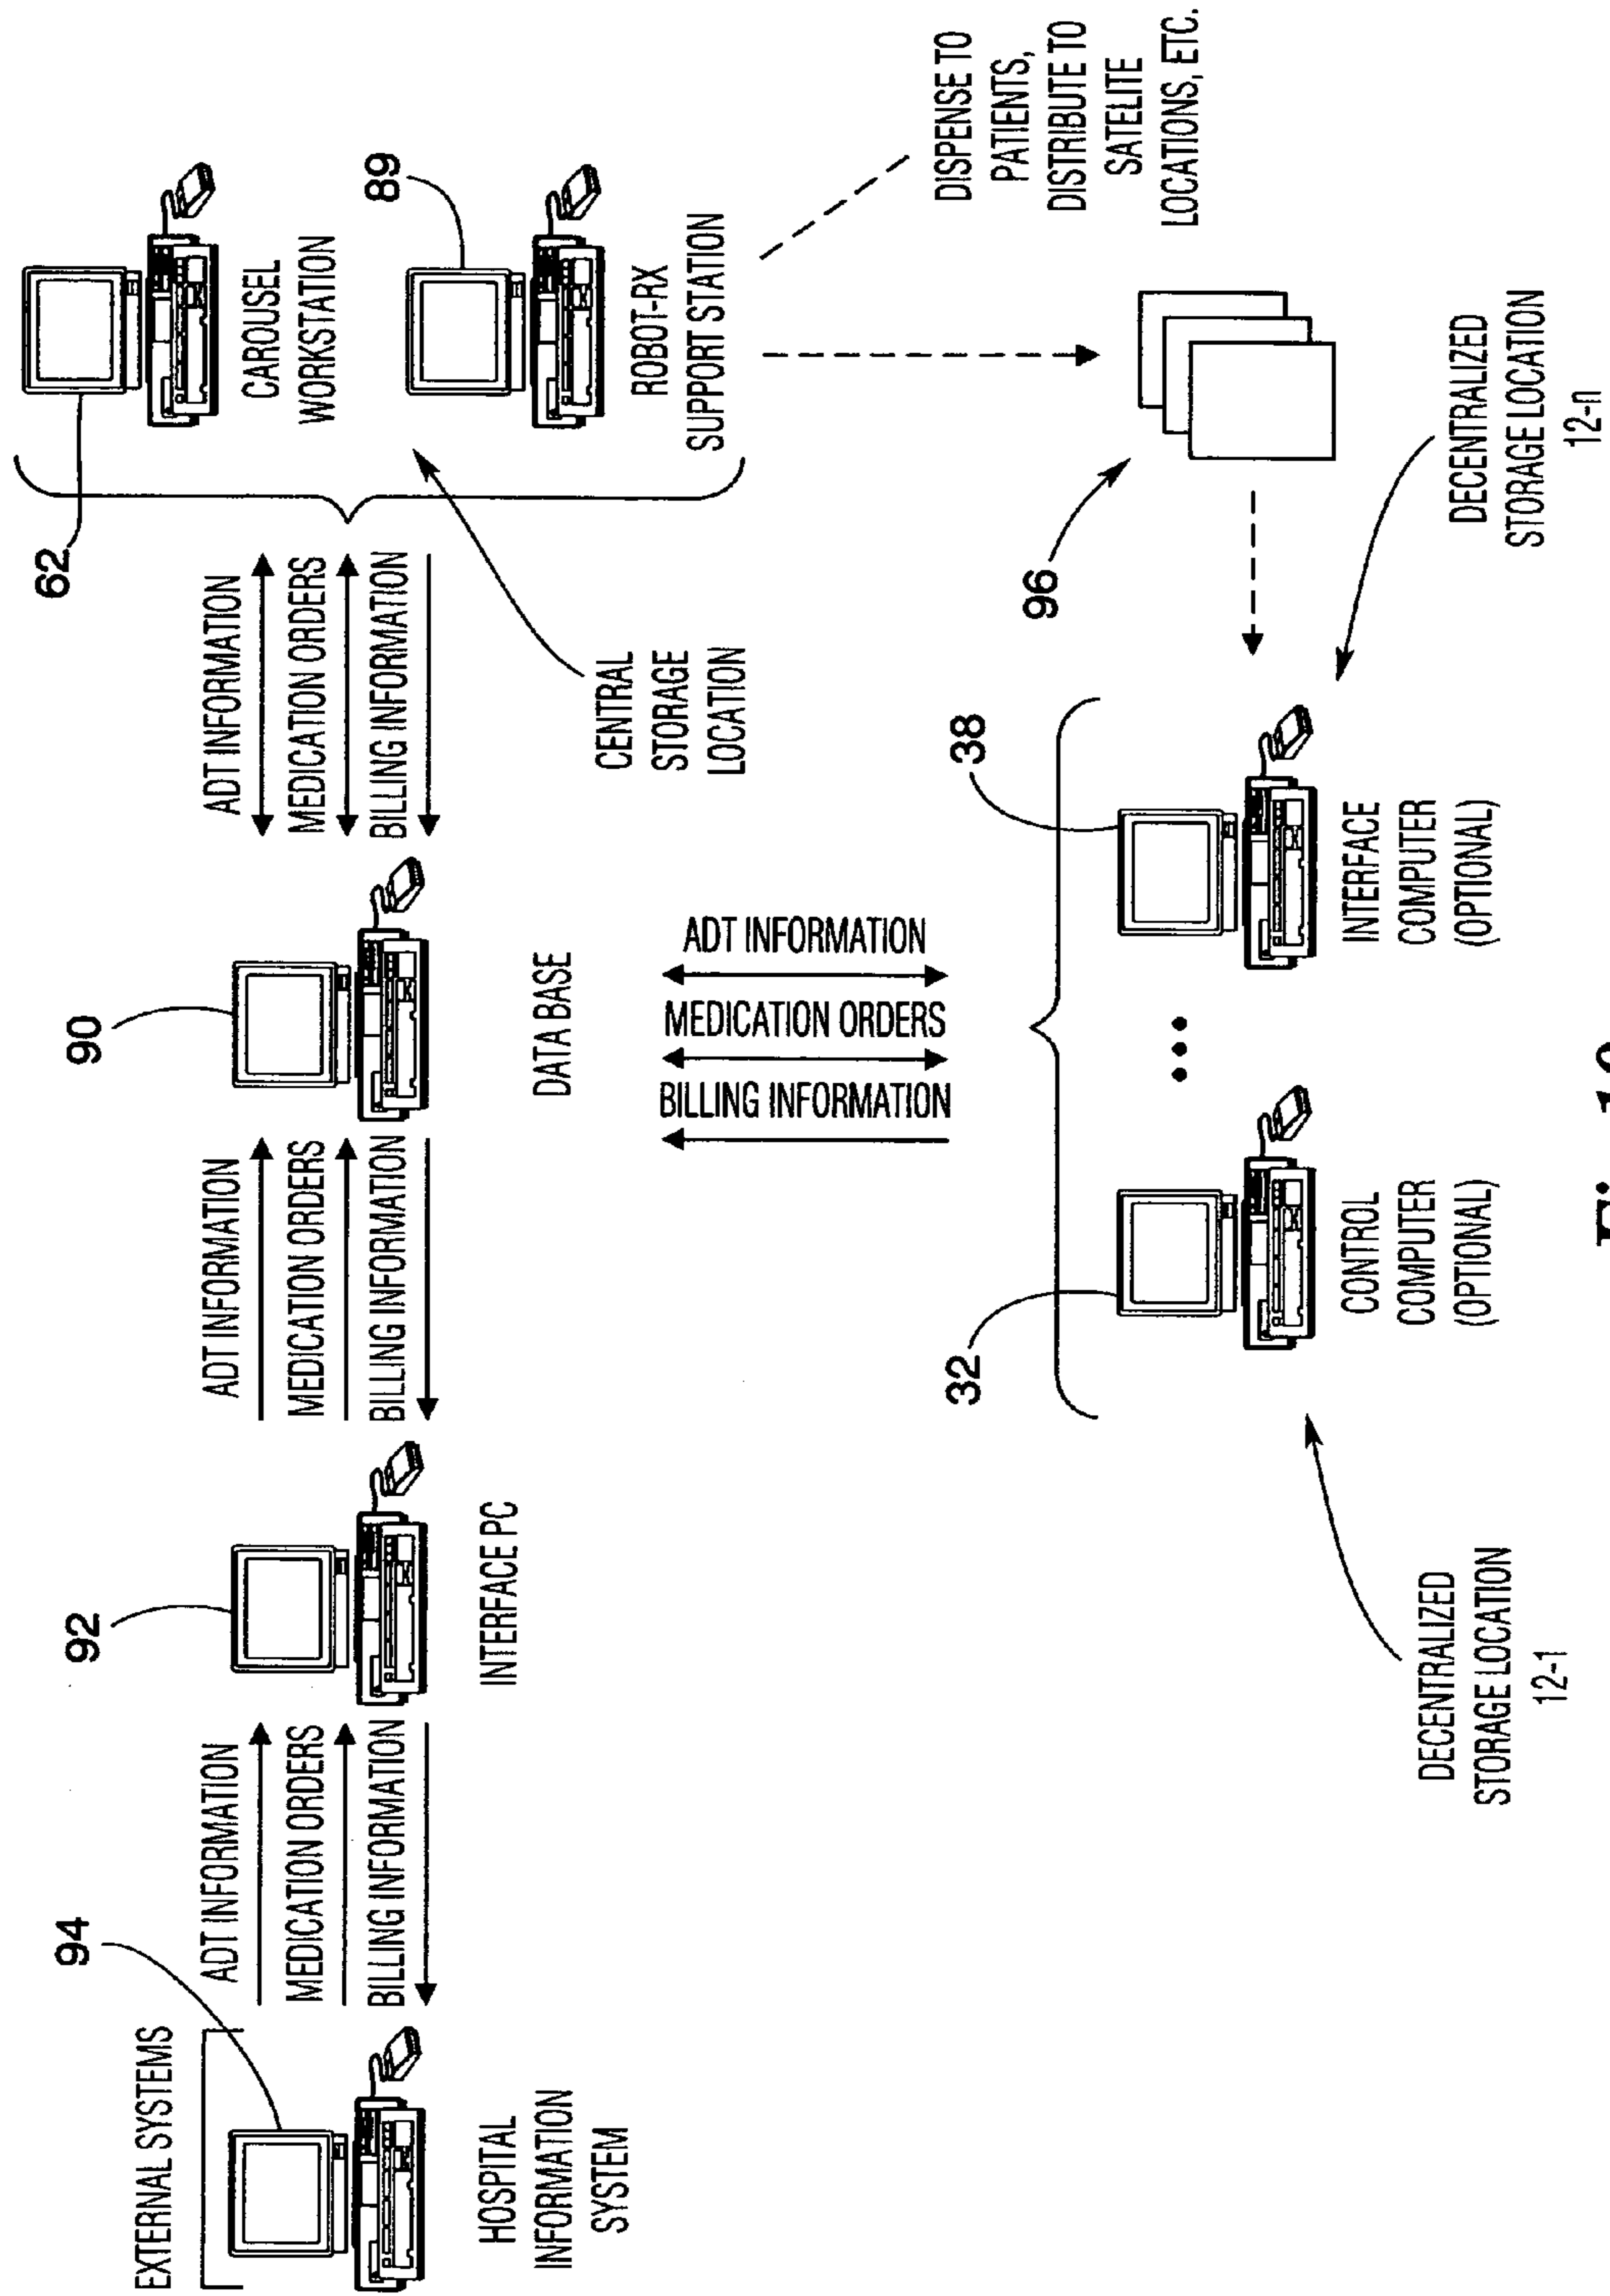 EXTERNAL SYSTEMS
94
HOSPITAL
INFORMATION
SYSTEM
ADT INFORMATION
MEDICATION ORDERS
BILLING INFORMATION
92
INTERFACE PC
ADT INFORMATION
MEDICATION ORDERS
BILLING INFORMATION
90
DATA BASE
ADT INFORMATION
MEDICATION ORDERS
BILLING INFORMATION
62
CAROUSEL
WORKSTATION
89
ROBOT-RX
SUPPORT STATION
CENTRAL
STORAGE
LOCATION
DISPENSE TO
PATIENTS,
DISTRIBUTE TO
SATELITE
LOCATIONS, ETC.
ADT INFORMATION
MEDICATION ORDERS
BILLING INFORMATION
96
32
CONTROL
COMPUTER
(OPTIONAL)
38
INTERFACE
COMPUTER
(OPTIONAL)
DECENTRALIZED
STORAGE LOCATION
12-1
DECENTRALIZED
STORAGE LOCATION
12-n